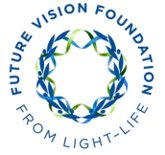 FUTURE VISION FOUNDATION
FROM LIGHT-LIFE